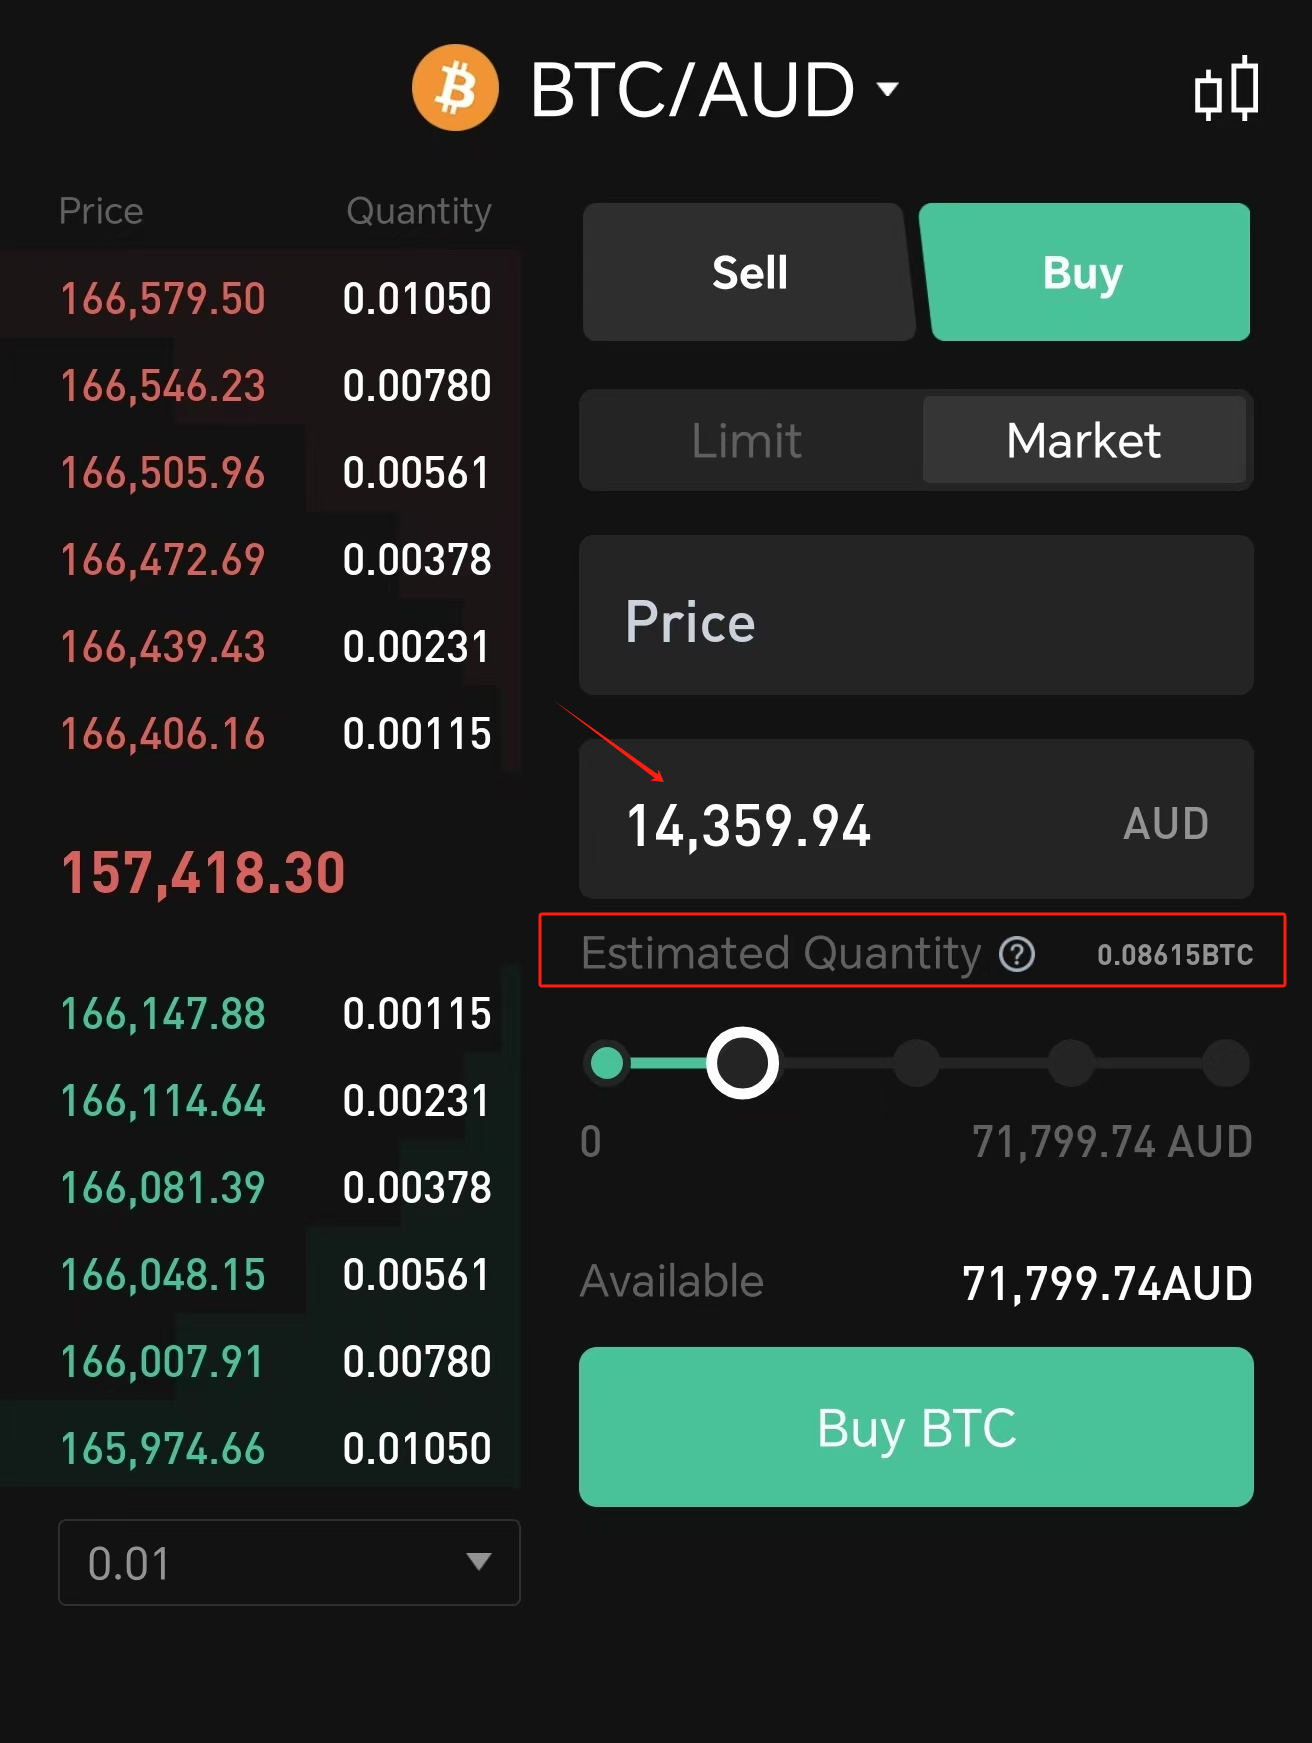 BTC/AUD
Price Quantity
166,579.50 0.01050
166,546.23 0.00780
166,505.96 0.00561
166,472.69 0.00378
166,439.43 0.00231
166,406.16 0.00115
157,418.30
166,147.88 0.00115
166,114.64 0.00231
166,081.39 0.00378
166,048.15 0.00561
166,007.91 0.00780
165,974.66 0.01050
0.01
Sell Buy
Limit Market
Price
14,359.94 AUD
Estimated Quantity ? 0.08615BTC
0 71,799.74 AUD
Available 71,799.74AUD
Buy BTC